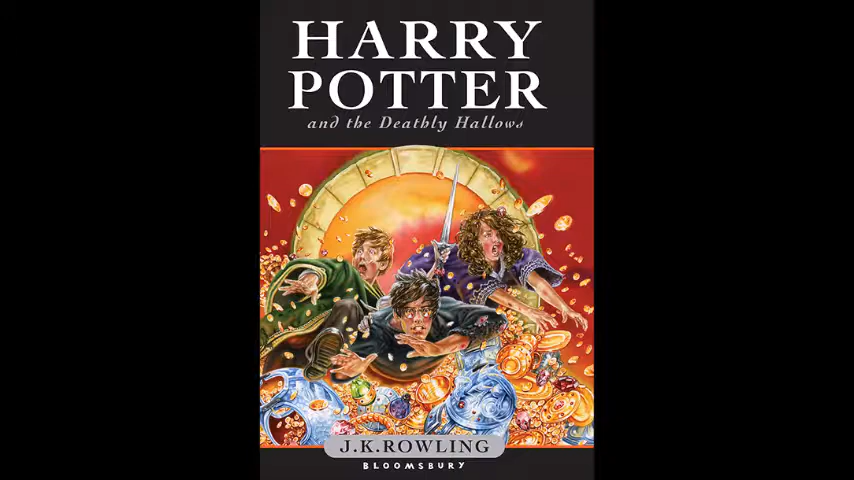 HARRY
POTTER
and the Deathly Hallows
J.K.ROWLING
BLOOMSBURY